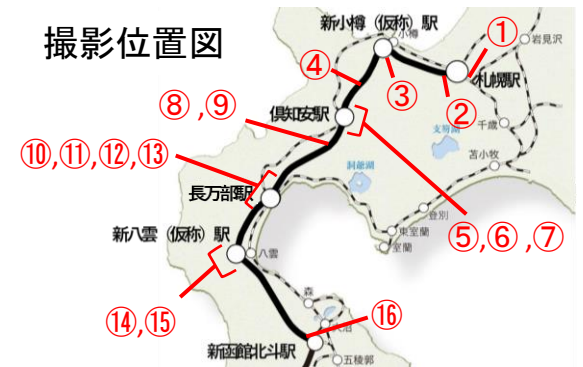 撮影位置図
新小樽（仮称）駅
小樽
①
岩見沢
④
札幌駅
③
②
⑧,⑨
倶知安駅
千歳
支笏湖
⑩,⑪,⑫,⑬
苫小牧
洞爺湖
長万部駅
登別
東室蘭
室蘭
⑤,⑥,⑦
新八雲（仮称）駅
八雲
⑭,⑮
森
⑯
大沼
新函館北斗駅
五稜郭